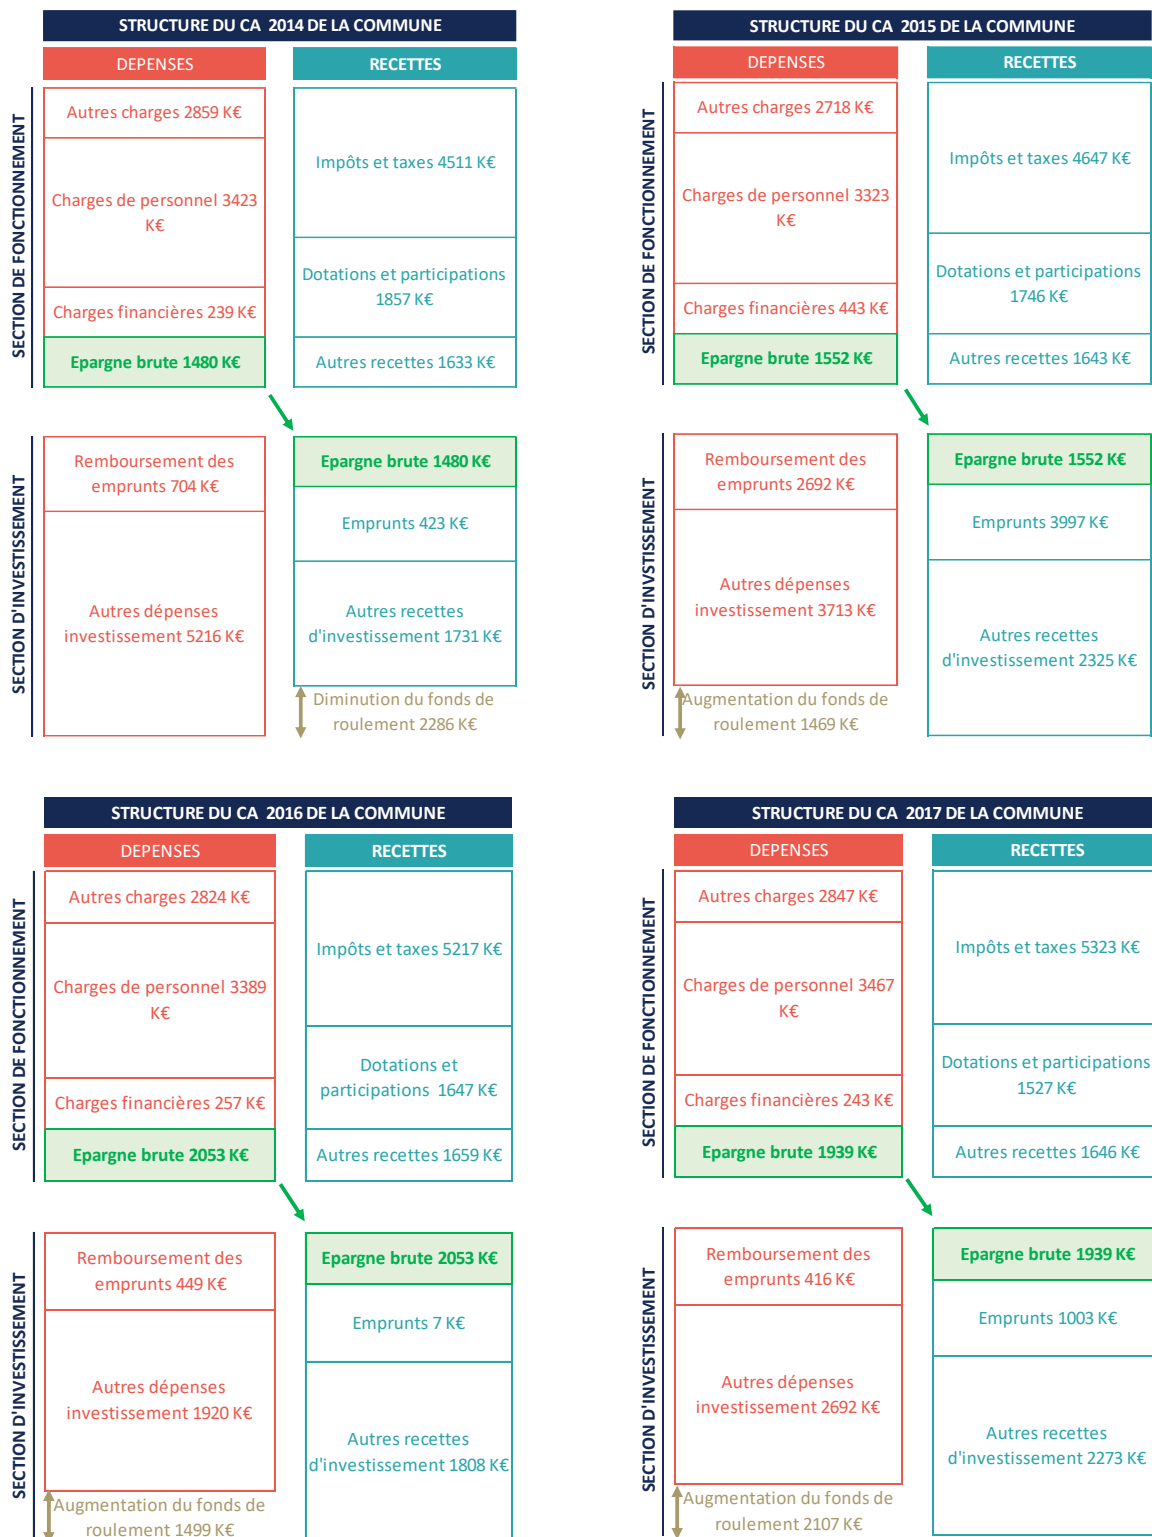 STRUCTURE DU CA  2014 DE LA COMMUNE
DEPENSES
RECETTES
SECTION DE FONCTIONNEMENT
Autres charges 2859 K€
Charges de personnel 3423
K€
Charges financières 239 K€
Epargne brute 1480 K€
Impôts et taxes 4511 K€
Dotations et participations
1857 K€
Autres recettes 1633 K€
SECTION D'INVESTISSEMENT
Remboursement des
emprunts 704 K€
Autres dépenses
investissement 5216 K€
Epargne brute 1480 K€
Emprunts 423 K€
Autres recettes
d'investissement 1731 K€
Diminution du fonds de
roulement 2286 K€
STRUCTURE DU CA  2015 DE LA COMMUNE
DEPENSES
RECETTES
SECTION DE FONCTIONNEMENT
Autres charges 2718 K€
Charges de personnel 3323
K€
Charges financières 443 K€
Epargne brute 1552 K€
Impôts et taxes 4647 K€
Dotations et participations
1746 K€
Autres recettes 1643 K€
SECTION D'INVSTISSEMENT
Remboursement des
emprunts 2692 K€
Autres dépenses
investissement 3713 K€
Augmentation du fonds de
roulement 1469 K€
Epargne brute 1552 K€
Emprunts 3997 K€
Autres recettes
d'investissement 2325 K€
STRUCTURE DU CA  2016 DE LA COMMUNE
DEPENSES
RECETTES
SECTION DE FONCTIONNEMENT
Autres charges 2824 K€
Charges de personnel 3389
K€
Charges financières 257 K€
Epargne brute 2053 K€
Impôts et taxes 5217 K€
Dotations et
participations  1647 K€
Autres recettes 1659 K€
SECTION D'INVESTISSEMENT
Remboursement des
emprunts 449 K€
Autres dépenses
investissement 1920 K€
Augmentation du fonds de
roulement 1499 K€
Epargne brute 2053 K€
Emprunts 7 K€
Autres recettes
d'investissement 1808 K€
STRUCTURE DU CA  2017 DE LA COMMUNE
DEPENSES
RECETTES
SECTION DE FONCTIONNEMENT
Autres charges 2847 K€
Charges de personnel 3467
K€
Charges financières 243 K€
Epargne brute 1939 K€
Impôts et taxes 5323 K€
Dotations et participations
1527 K€
Autres recettes 1646 K€
SECTION D'INVESTISSEMENT
Remboursement des
emprunts 416 K€
Autres dépenses
investissement 2692 K€
Augmentation du fonds de
roulement 2107 K€
Epargne brute 1939 K€
Emprunts 1003 K€
Autres recettes
d'investissement 2273 K€